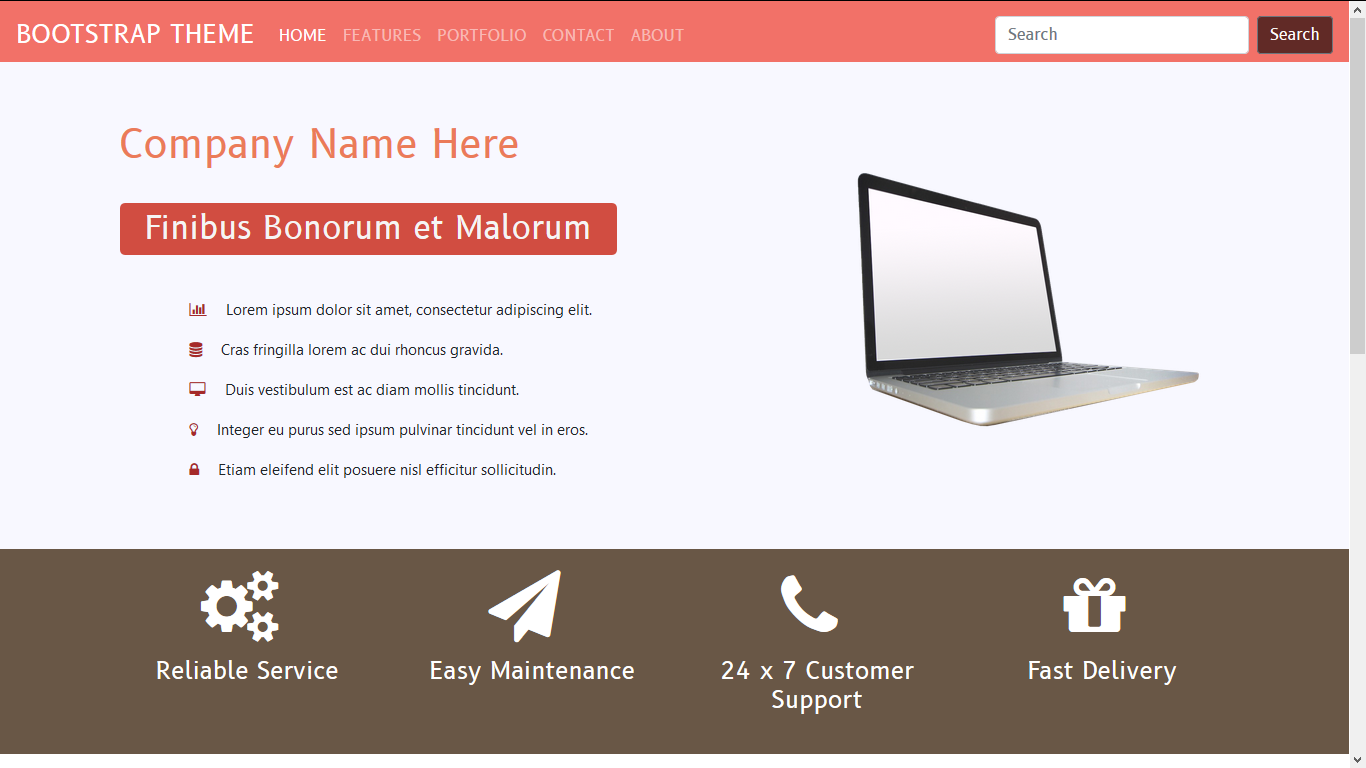 BOOTSTRAP THEME HOME FEATURES PORTFOLIO CONTACT ABOUT Search Search
Company Name Here
Finibus Bonorum et Malorum
Lorem ipsum dolor sit amet, consectetur adipiscing elit.
Cras fringilla lorem ac dui rhoncus gravida.
Duis vestibulum est ac diam mollis tincidunt.
Integer eu purus sed ipsum pulvinar tincidunt vel in eros.
Etiam eleifend elit posuere nisl efficitur sollicitudin.
Reliable Service
Easy Maintenance
24 x 7 Customer
Support
Fast Delivery